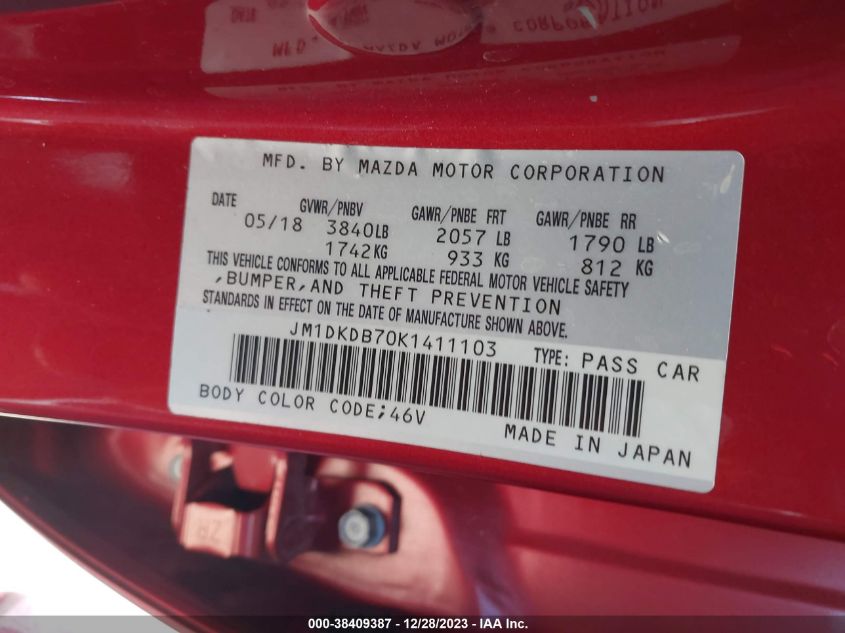 MFD. BY MAZDA MOTOR CORPORATION
DATE GVWR/PNBV GAWR/PNBE FRT GAWR/PNBE RR
05/18 3840LB 2057 LB 1790 LB
1742KG 933 KG 812 KG
THIS VEHICLE CONFORMS TO ALL APPLICABLE FEDERAL MOTOR VEHICLE SAFETY
,BUMPER,AND THEFT PREVENTION
STANDARDS IN EFFECT ON THE DATE OF MANUFACTURE SHOWN ABOVE.
JM1DKDB70K1411103 TYPE: PASS CAR
BODY COLOR CODE;46V
MADE IN JAPAN
000-38409387 - 12/28/2023 - IAA Inc.